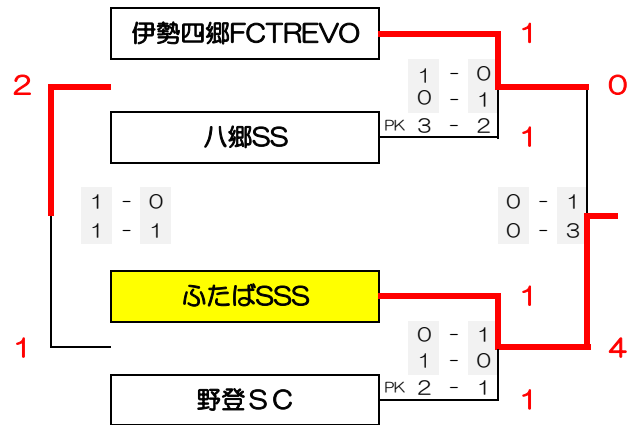 伊勢四郷FCTREVO 1
1 - 0
2 0 - 1 0
PK 3 - 2
八郷SS 1
1 - 0 0 - 1
1 - 1 0 - 3
ふたばSSS 1
0 - 1
1 1 - 0 4
PK 2 - 1
野登ＳＣ 1